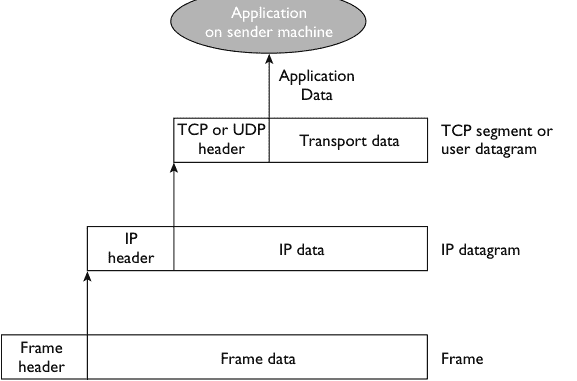 Application
on sender machine
Application
Data
TCP or UDP
header
Transport data
TCP segment or
user datagram
IP
header
IP data
IP datagram
Frame
header
Frame data
Frame